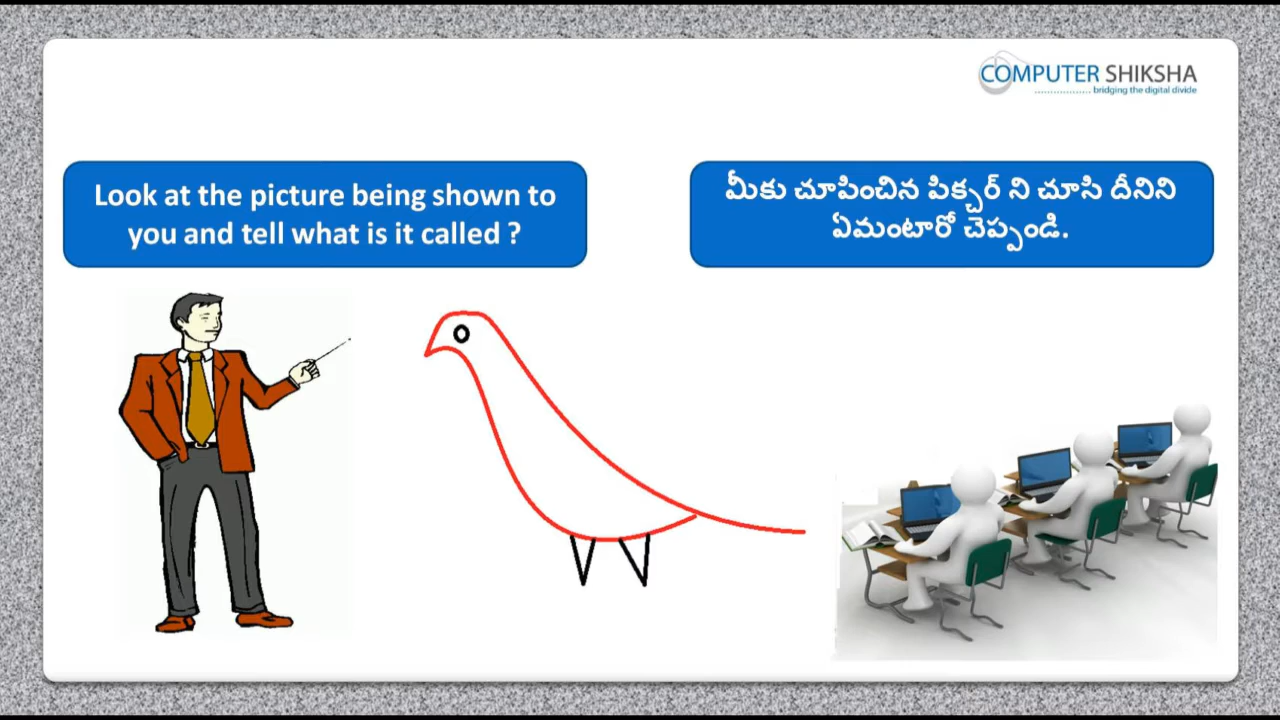 COMPUTER SHIKSHA
.................. bridging the digital divide
Look at the picture being shown to
you and tell what is it called ?
మీకు చూపించిన పిక్చర్ ని చూసి దీనిని
ఏమంటారో చెప్పండి.